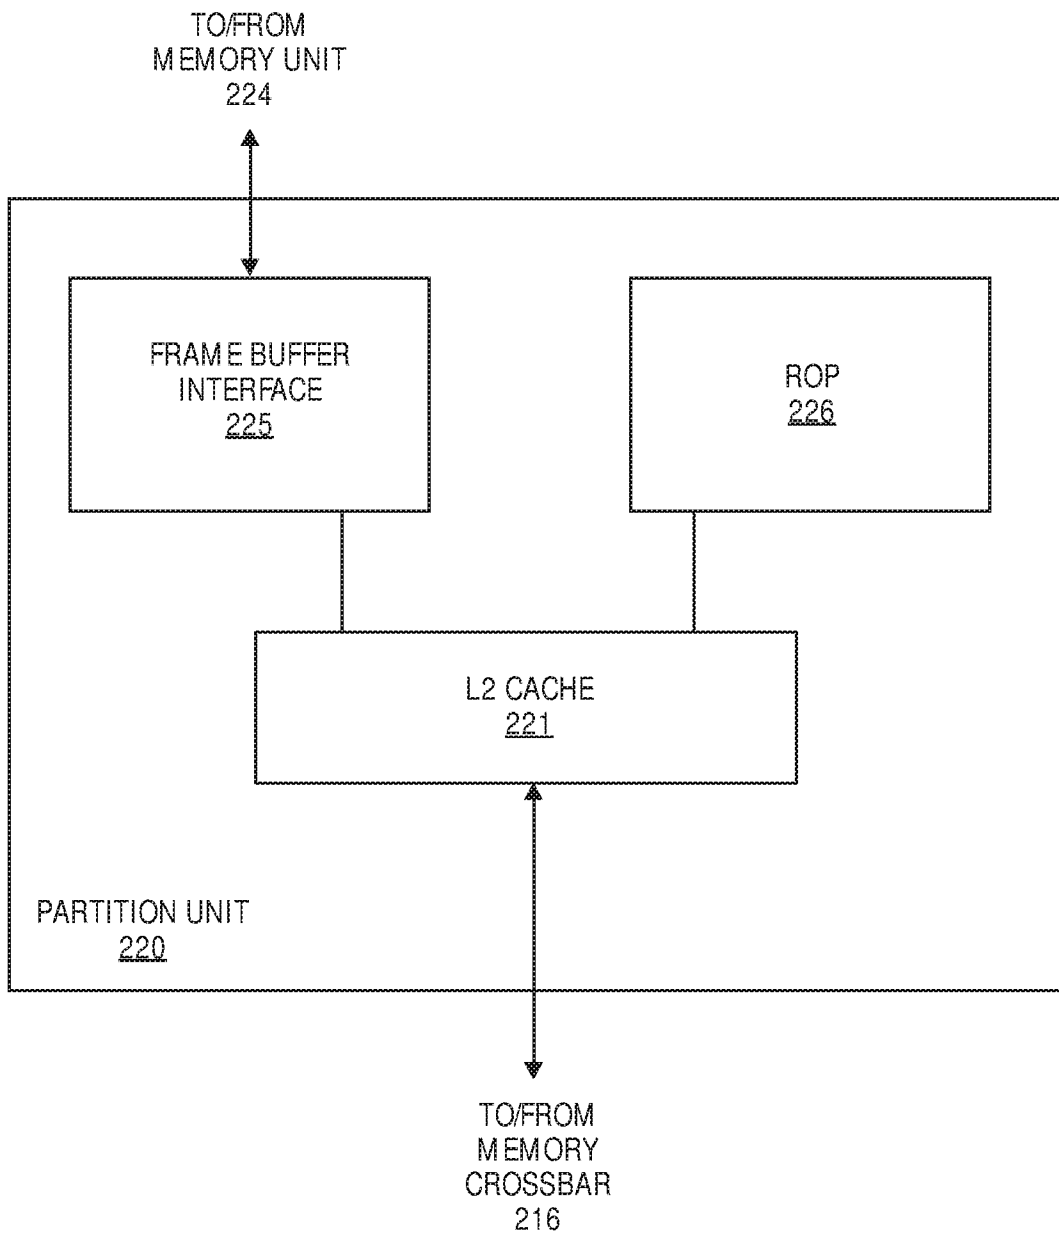 TO/FROM
MEMORY UNIT
224
FRAME BUFFER
INTERFACE
225
ROP
226
L2 CACHE
221
PARTITION UNIT
220
TO/FROM
MEMORY
CROSSBAR
216